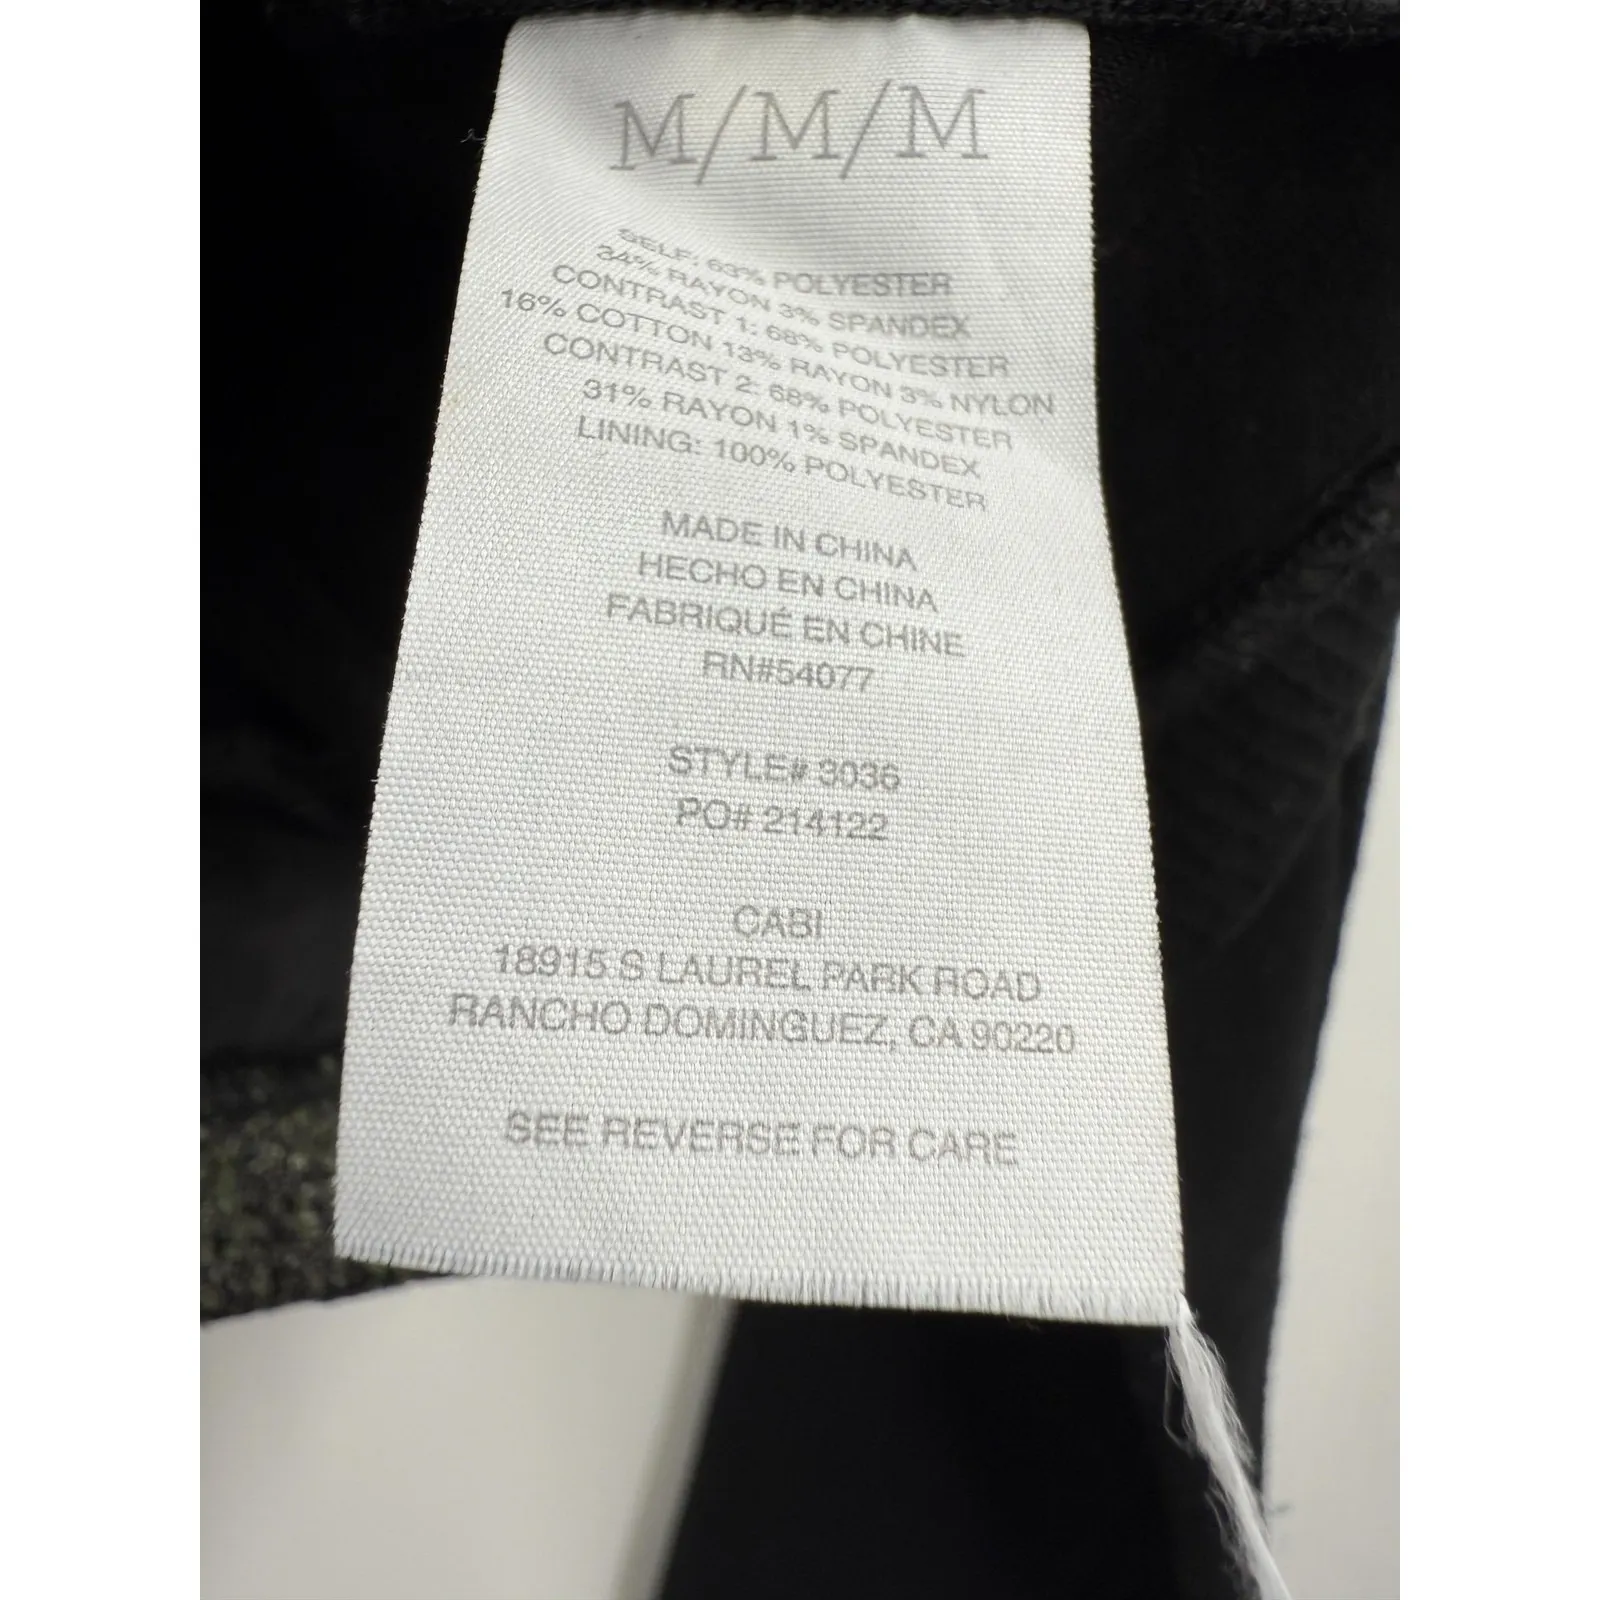 M/M/M
SELF: 63% POLYESTER
34% RAYON 3% SPANDEX
CONTRAST 1: 68% POLYESTER
16% COTTON 13% RAYON 3% NYLON
CONTRAST 2: 68% POLYESTER
31% RAYON 1% SPANDEX
LINING: 100% POLYESTER
MADE IN CHINA
HECHO EN CHINA
FABRIQUÉ EN CHINE
RN#54077
STYLE# 3036
PO# 214122
CABI
18915 S LAUREL PARK ROAD
RANCHO DOMINGUEZ, CA 90220
SEE REVERSE FOR CARE